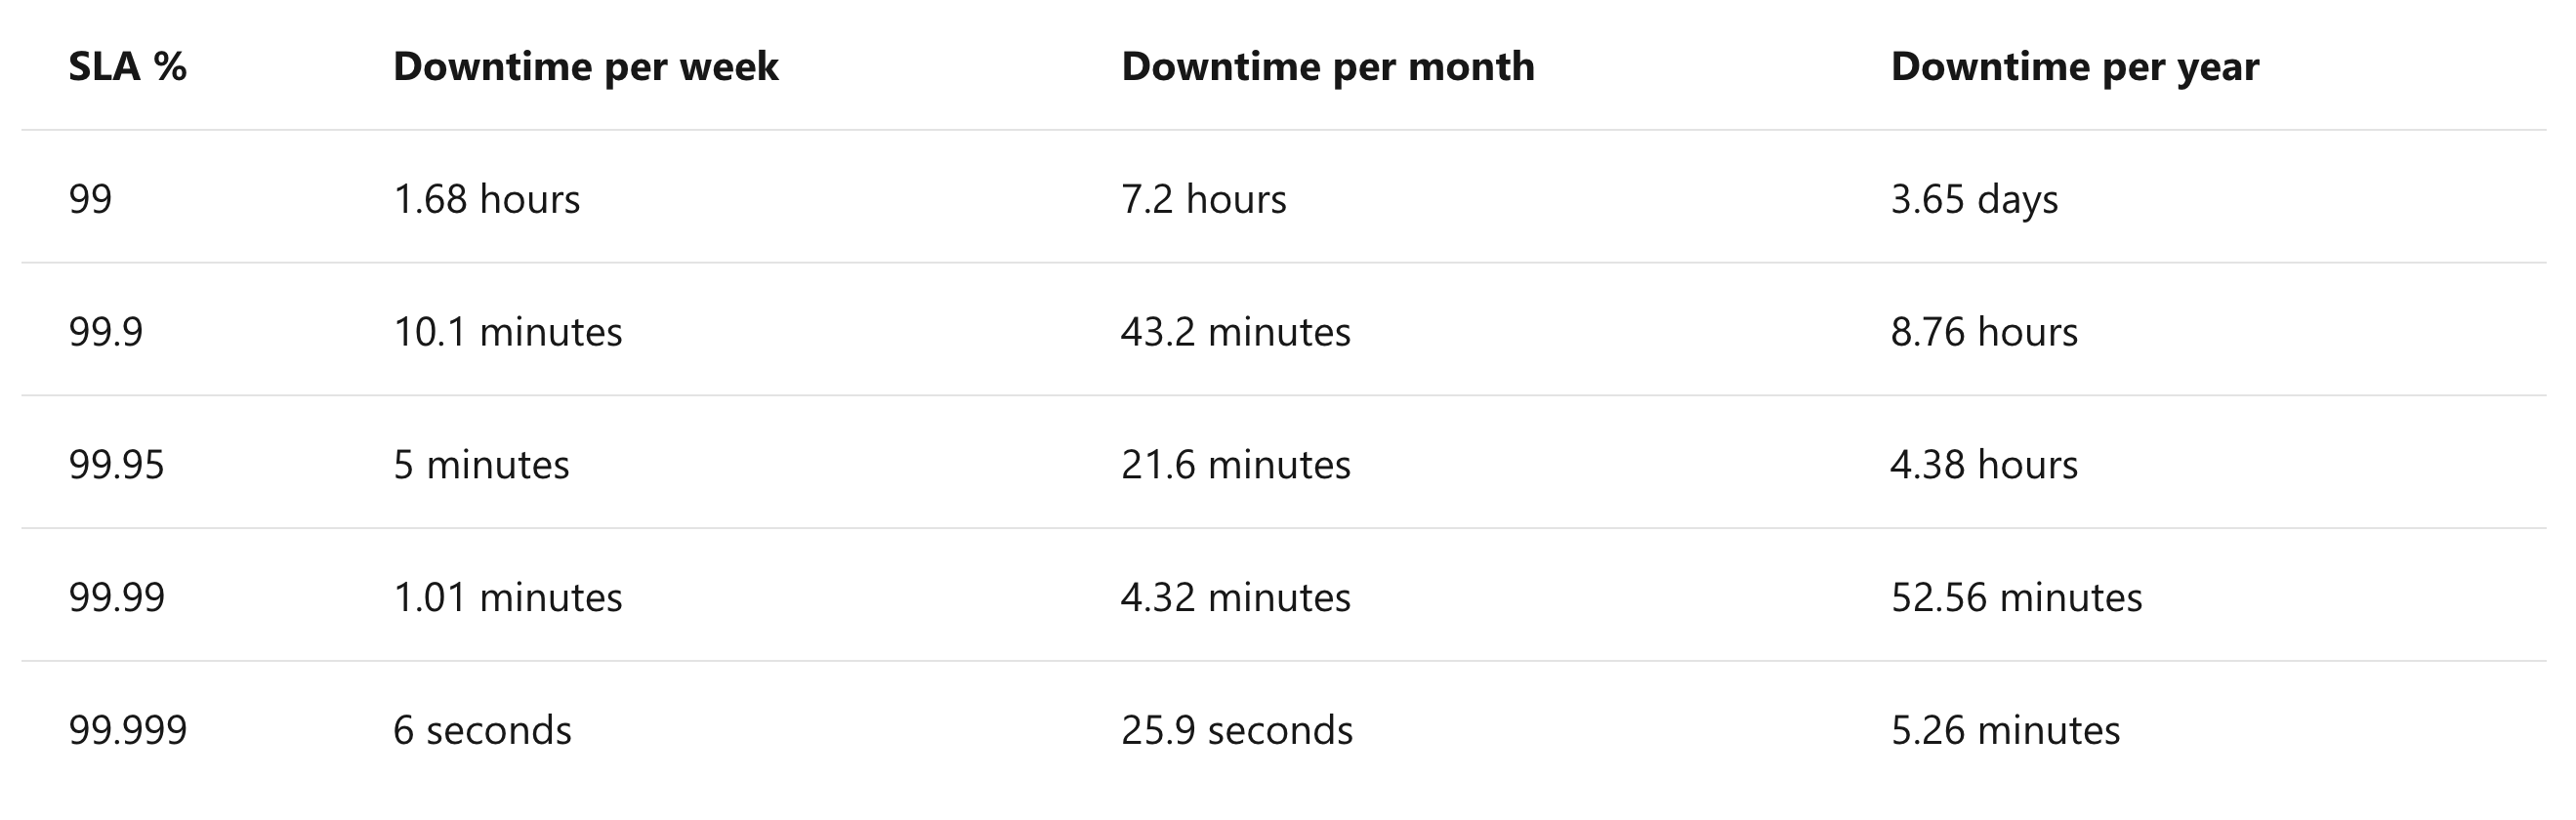 SLA % Downtime per week Downtime per month Downtime per year
99 1.68 hours 7.2 hours 3.65 days
99.9 10.1 minutes 43.2 minutes 8.76 hours
99.95 5 minutes 21.6 minutes 4.38 hours
99.99 1.01 minutes 4.32 minutes 52.56 minutes
99.999 6 seconds 25.9 seconds 5.26 minutes